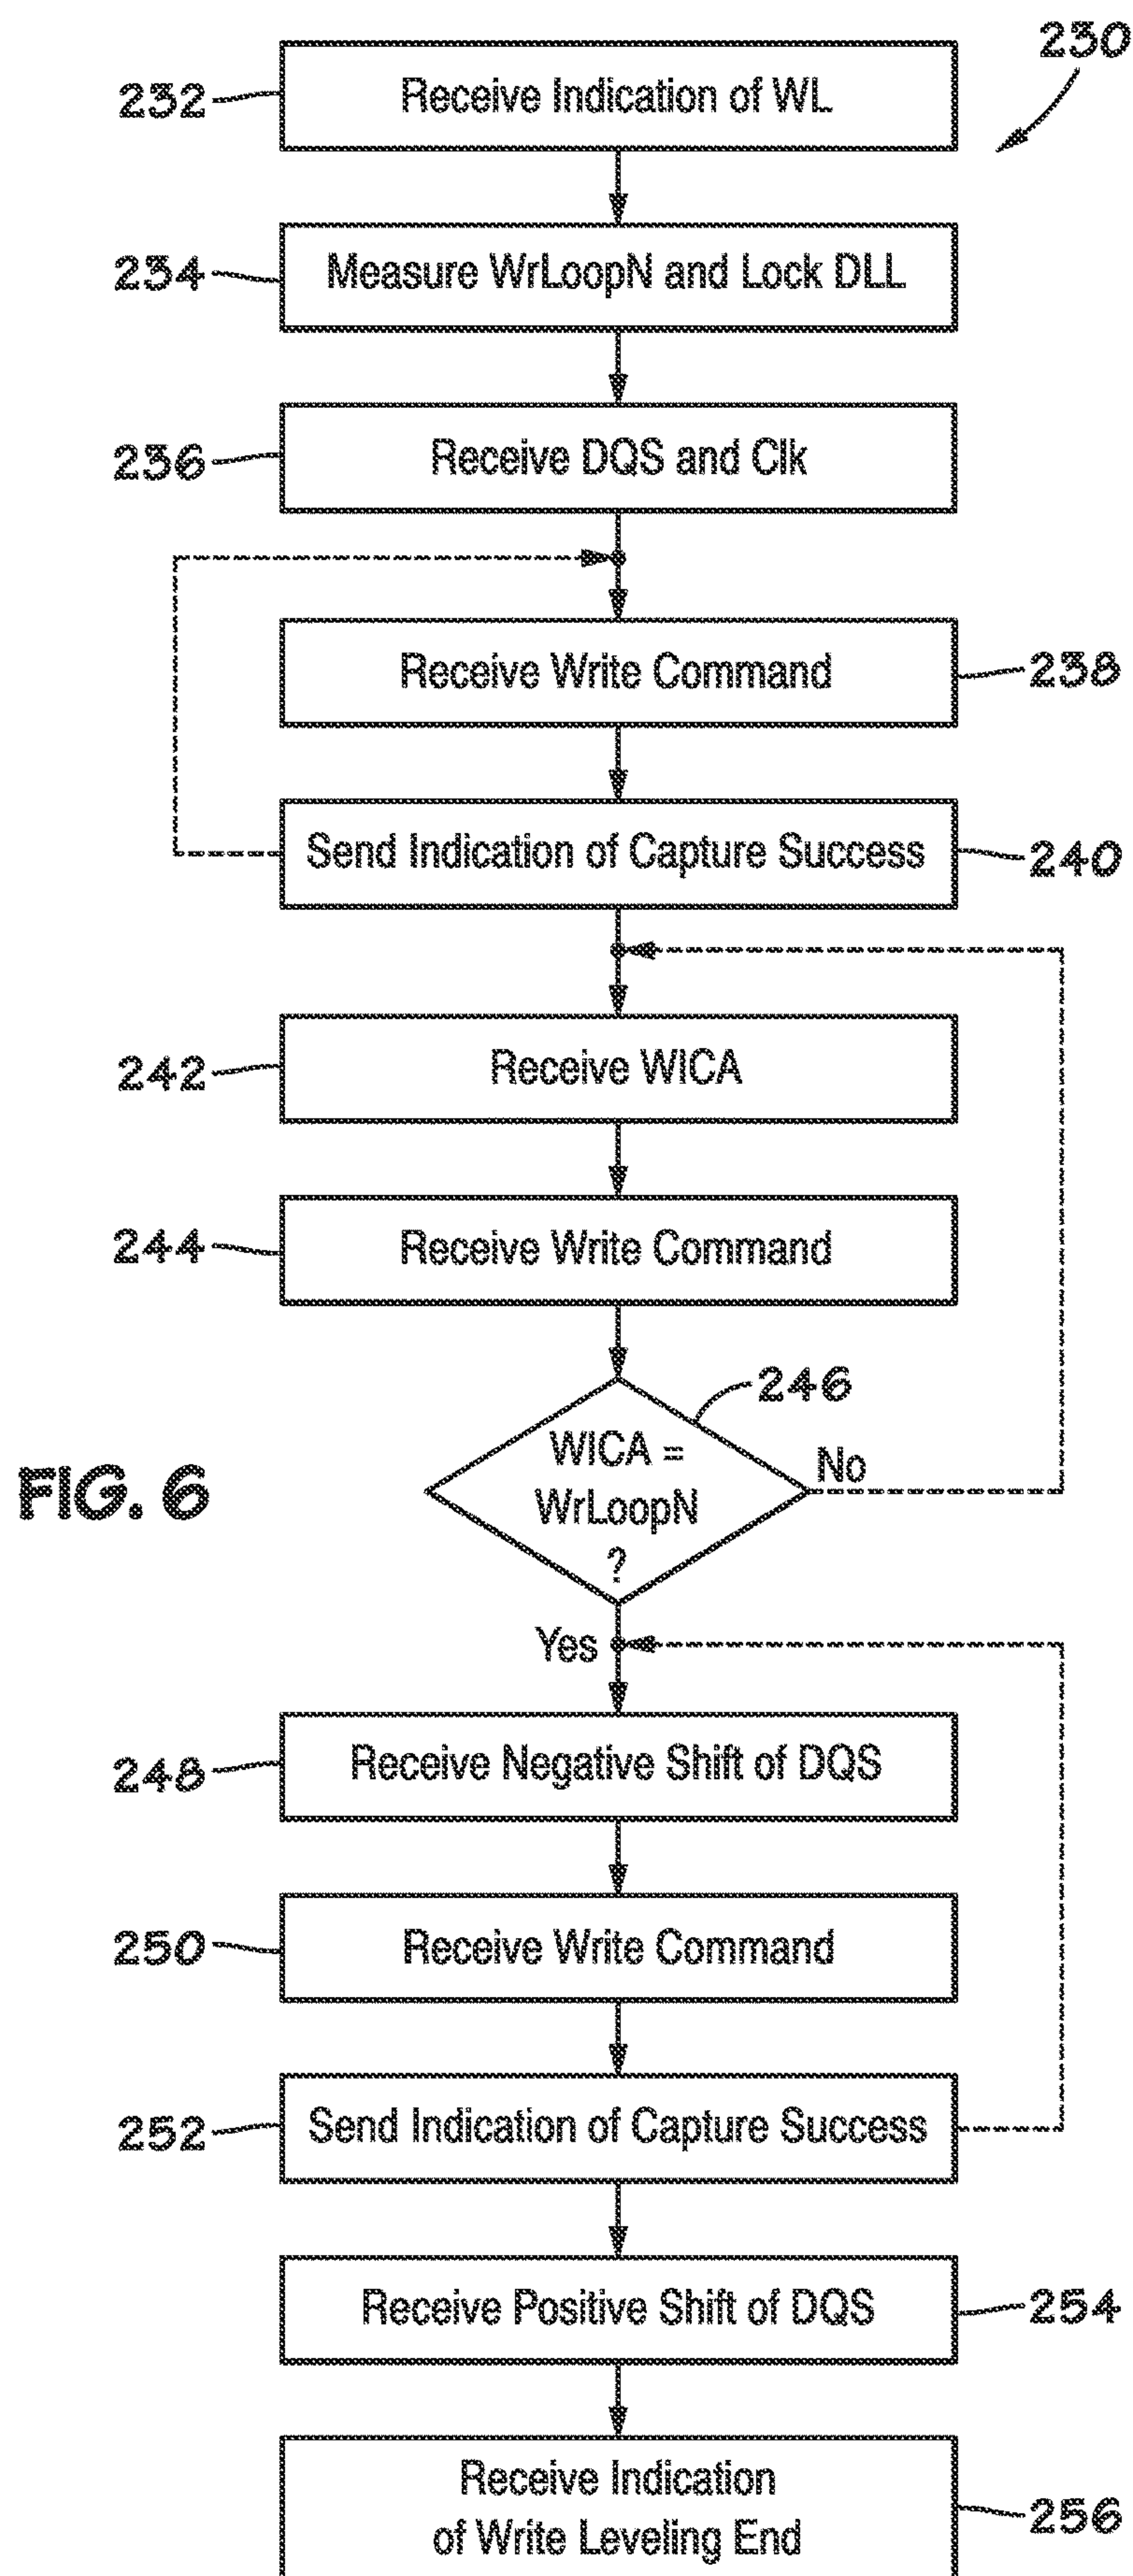 230
232
Receive Indication of WL
234
Measure WrLoopN and Lock DLL
236
Receive DQS and Clk
Receive Write Command
238
Send Indication of Capture Success
240
242
Receive WICA
244
Receive Write Command
246
WICA =
WrLoopN
?
No
FIG. 6
Yes
248
Receive Negative Shift of DQS
250
Receive Write Command
252
Send Indication of Capture Success
Receive Positive Shift of DQS
254
Receive Indication
of Write Leveling End
256